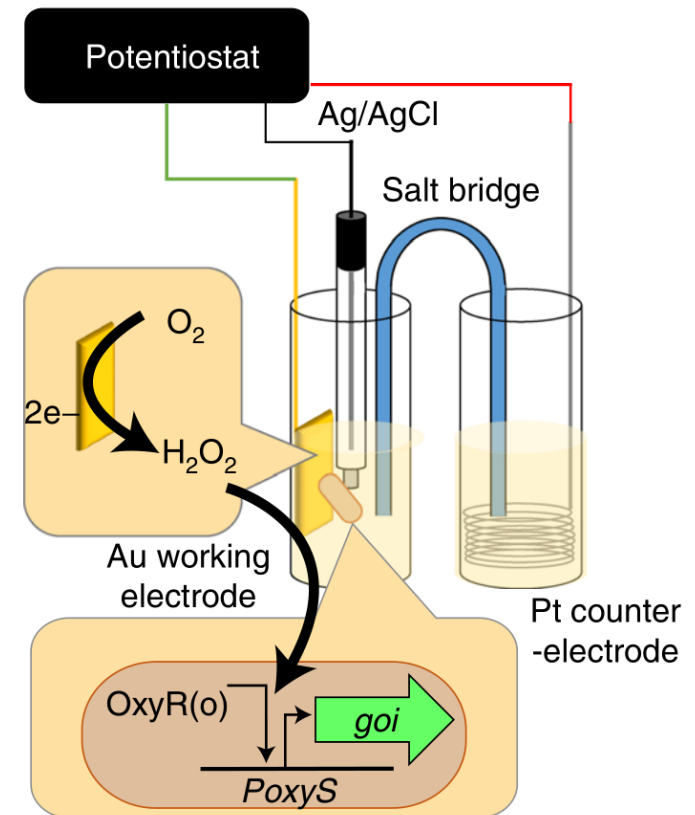 Potentiostat
Ag/AgCl
Salt bridge
O₂
2e–
H₂O₂
Au working
electrode
Pt counter
-electrode
OxyR(o)
goi
PoxyS